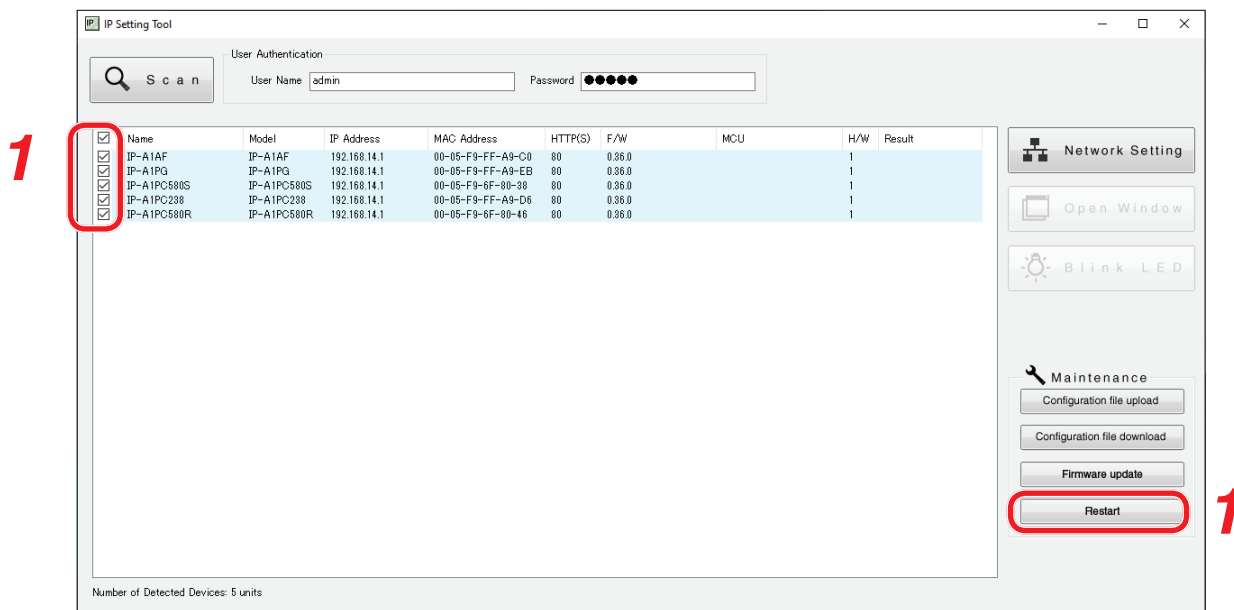 IP IP Setting Tool
Scan
User Authentication
User Name admin Password ●●●●●
1
Name Model IP Address MAC Address HTTP(S) F/W MCU H/W Result
IP-A1AF IP-A1AF 192.168.14.1 00-05-F9-FF-A9-C0 80 0.36.0 1
IP-A1PG IP-A1PG 192.168.14.1 00-05-F9-FF-A9-EB 80 0.36.0 1
IP-A1PC580S IP-A1PC580S 192.168.14.1 00-05-F9-6F-80-38 80 0.36.0 1
IP-A1PC238 IP-A1PC238 192.168.14.1 00-05-F9-FF-A9-D6 80 0.36.0 1
IP-A1PC580R IP-A1PC580R 192.168.14.1 00-05-F9-6F-80-46 80 0.36.0 1
Network Setting
Open Window
Blink LED
Maintenance
Configuration file upload
Configuration file download
Firmware update
Restart
1
Number of Detected Devices: 5 units